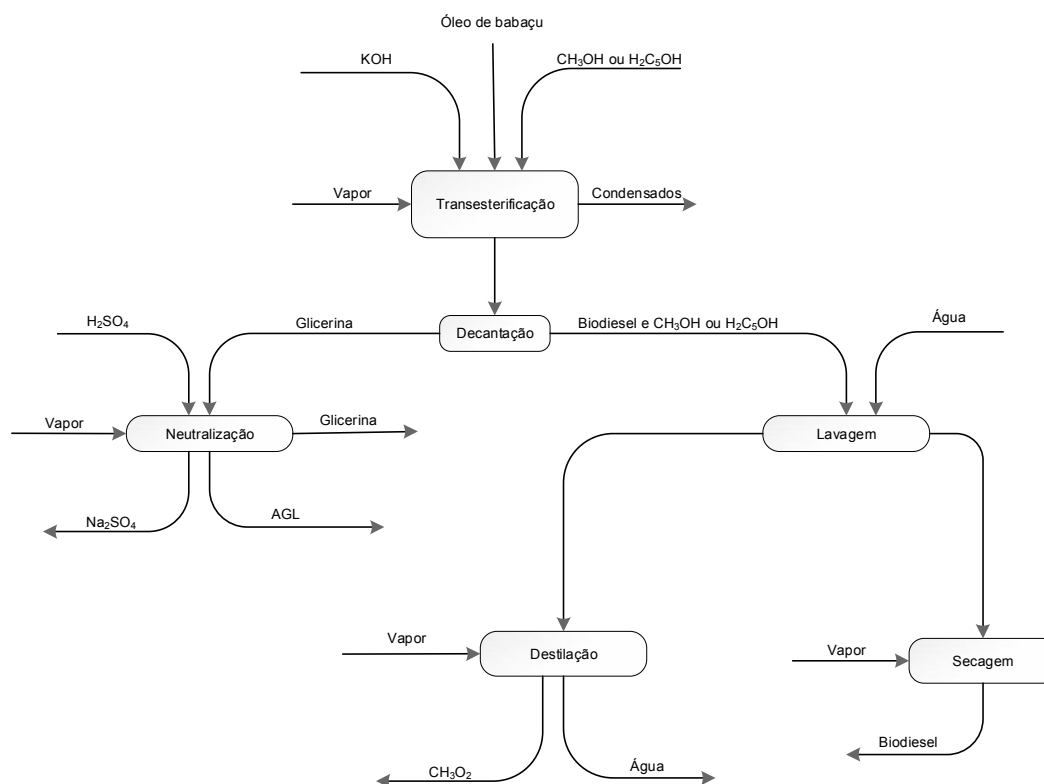 Óleo de babaçu
KOH
CH₃OH ou H₂C₅OH
Vapor
Transesterificação
Condensados
H₂SO₄
Glicerina
Decantação
Biodiesel e CH₃OH ou H₂C₅OH
Água
Vapor
Neutralização
Glicerina
Lavagem
Na₂SO₄
AGL
Vapor
Destilação
Vapor
Secagem
CH₃O₂
Água
Biodiesel